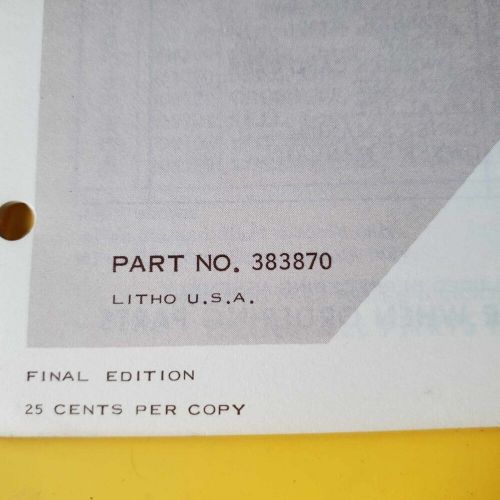 PART NO. 383870
LITHO U.S.A.
FINAL EDITION
25 CENTS PER COPY